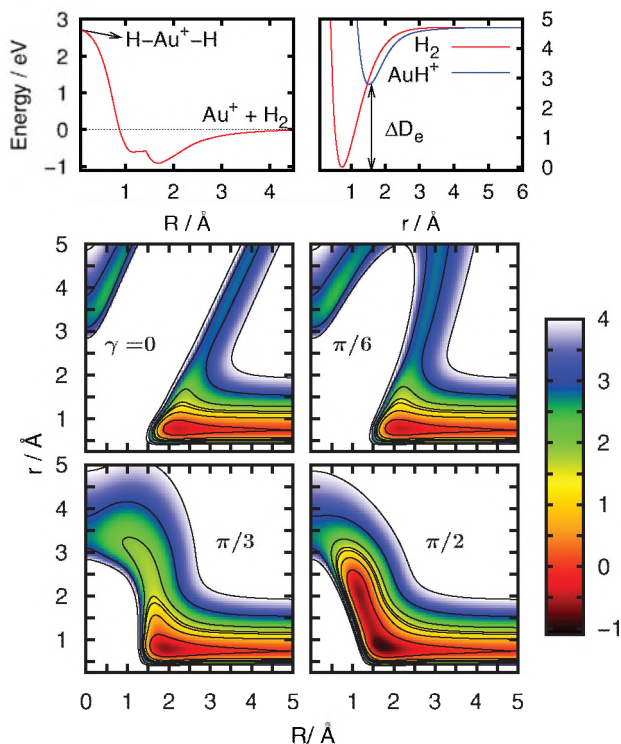 3
2
1
0
−1
Energy / eV
H−Au⁺−H
Au⁺ + H₂
1 2 3 4
R / Å
H₂
AuH⁺
ΔDₑ
5
4
3
2
1
0
1 2 3 4 5 6
r / Å
5
4
3
2
1
γ =0
π/6
5
4
3
2
1
π/3
π/2
0 1 2 3 4 5
0 1 2 3 4 5
r / Å
R/ Å
4
3
2
1
0
−1